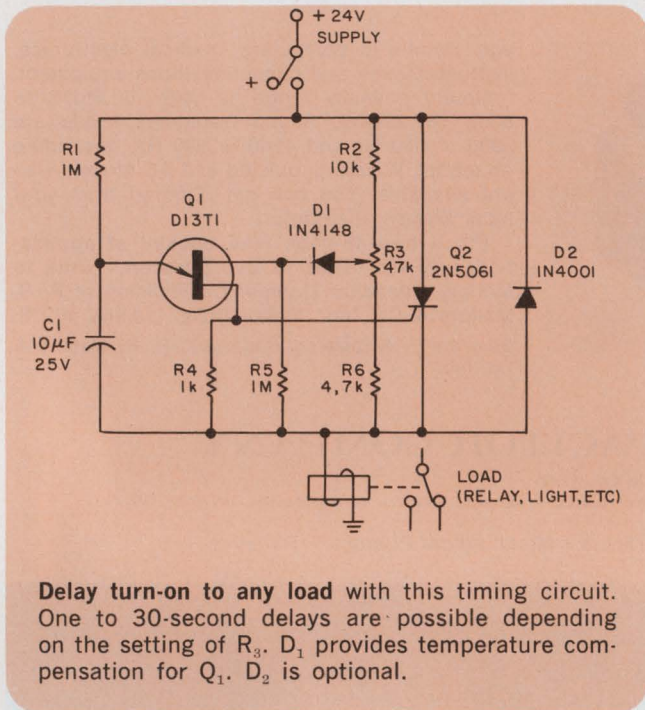 + 24V
SUPPLY
+
R1
1M
R2
10k
Q1
D13T1
D1
1N4148
R3
47k
Q2
2N5061
D2
1N4001
C1
10μF
25V
R4
1k
R5
1M
R6
4,7k
LOAD
(RELAY, LIGHT, ETC)
Delay turn-on to any load with this timing circuit.
One to 30-second delays are possible depending
on the setting of R₃. D₁ provides temperature com-
pensation for Q₁. D₂ is optional.